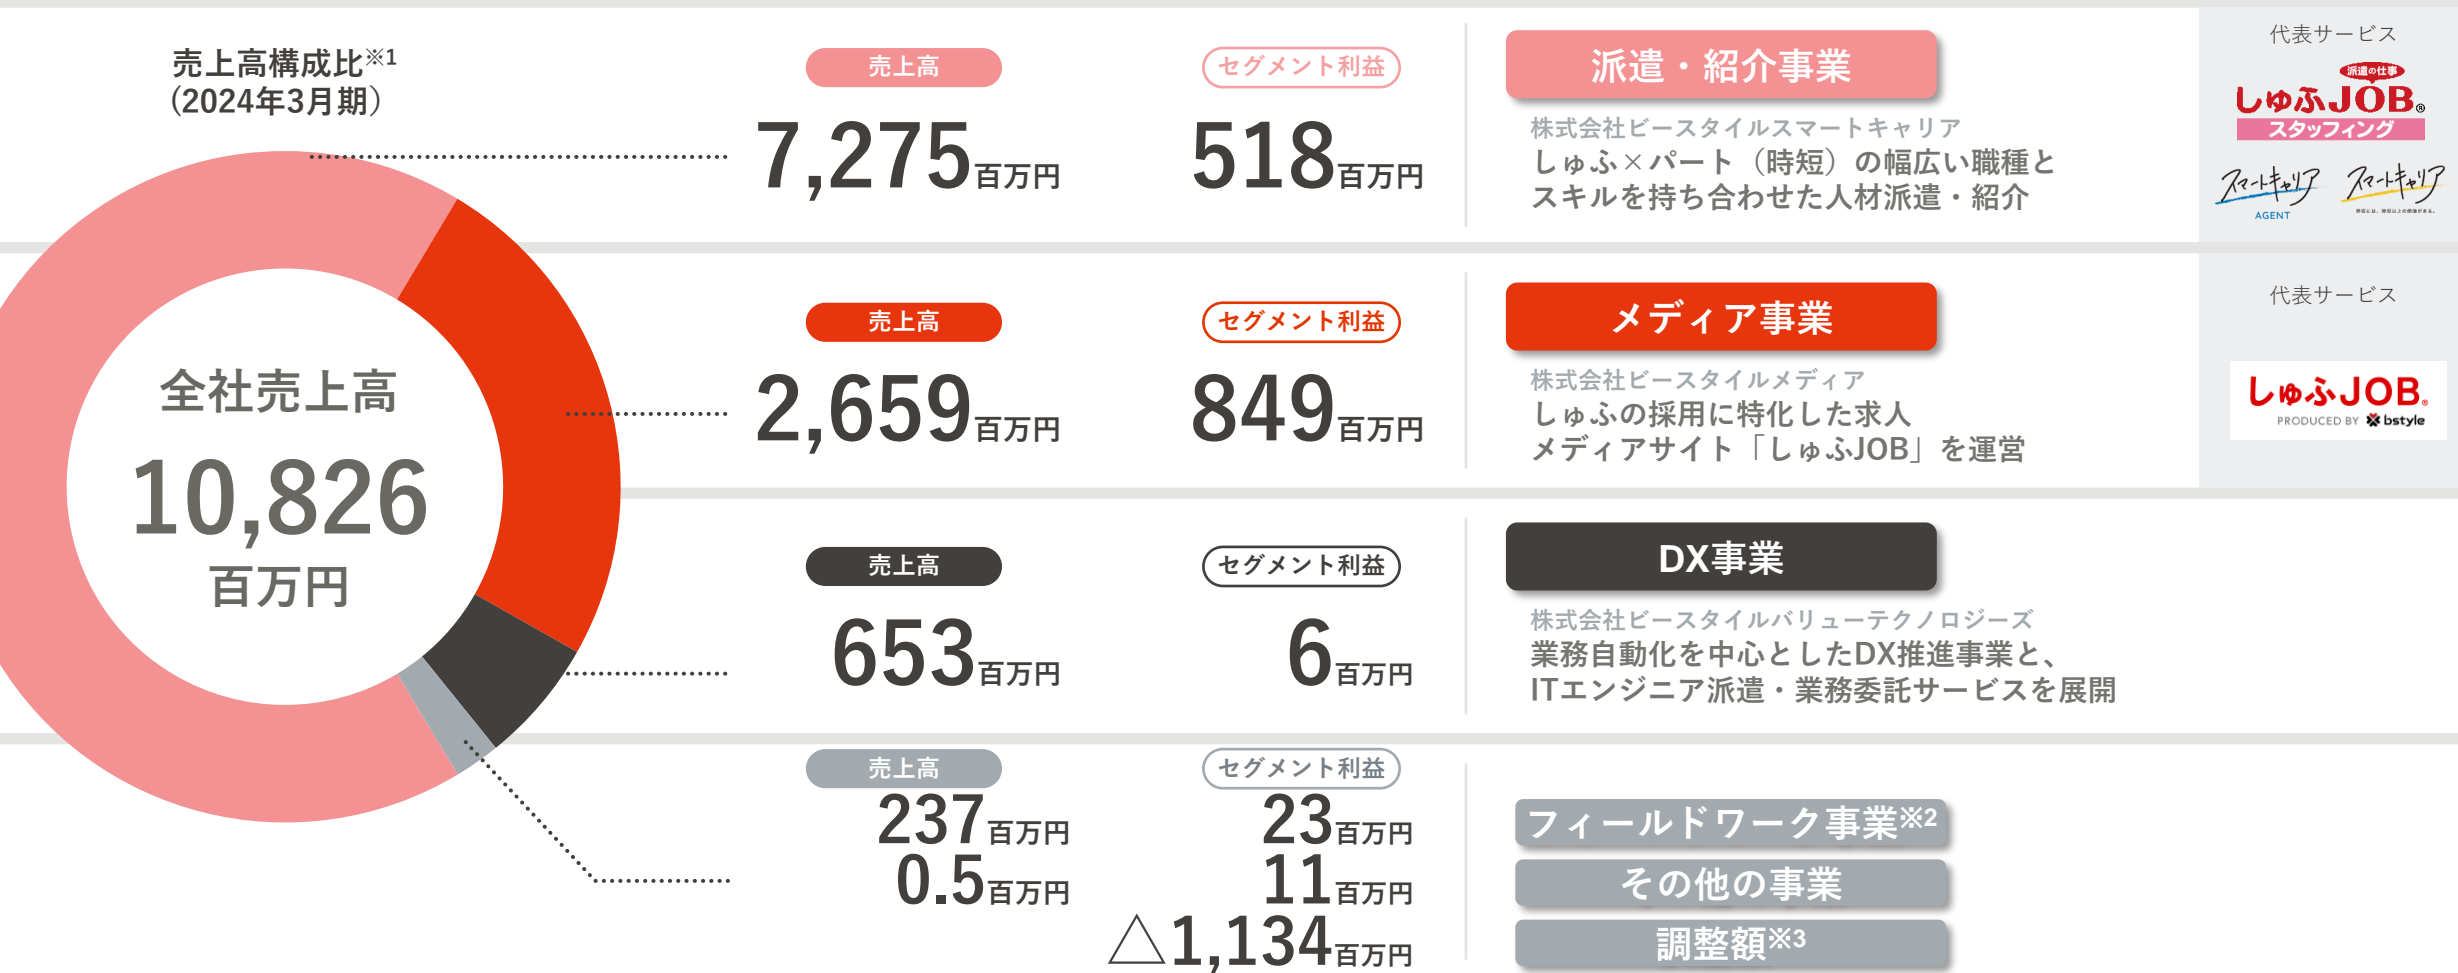 売上高構成比※1
(2024年3月期)
全社売上高
10,826
百万円
売上高
セグメント利益
7,275百万円
518百万円
派遣・紹介事業
株式会社ビースタイルスマートキャリア
しゅふ×パート（時短）の幅広い職種と
スキルを持ち合わせた人材派遣・紹介
代表サービス
派遣の仕事
しゅふJOB®
スタッフィング
スマートキャリア
AGENT
スマートキャリア
売上高
セグメント利益
2,659百万円
849百万円
メディア事業
株式会社ビースタイルメディア
しゅふの採用に特化した求人
メディアサイト「しゅふJOB」を運営
代表サービス
しゅふJOB®
PRODUCED BY bstyle
売上高
セグメント利益
653百万円
6百万円
DX事業
株式会社ビースタイルバリューテクノロジーズ
業務自動化を中心としたDX推進事業と、
ITエンジニア派遣・業務委託サービスを展開
売上高
セグメント利益
237百万円
23百万円
フィールドワーク事業※2
0.5百万円
11百万円
その他の事業
△1,134百万円
調整額※3